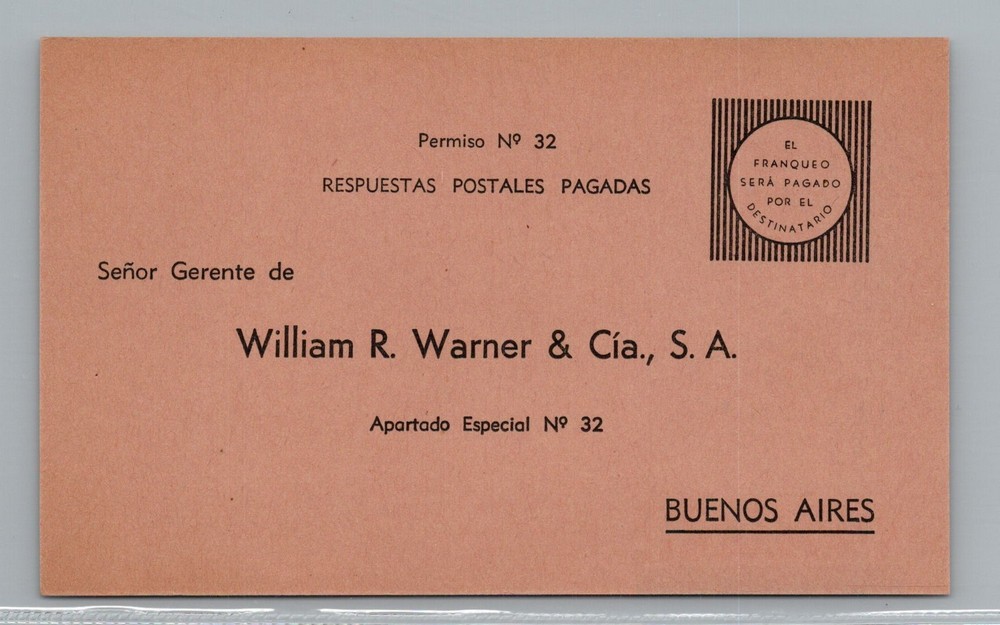 Permiso Nº 32
RESPUESTAS POSTALES PAGADAS
EL
FRANQUEO
SERÁ PAGADO
POR EL
DESTINATARIO
Señor Gerente de
William R. Warner & Cía., S. A.
Apartado Especial Nº 32
BUENOS AIRES